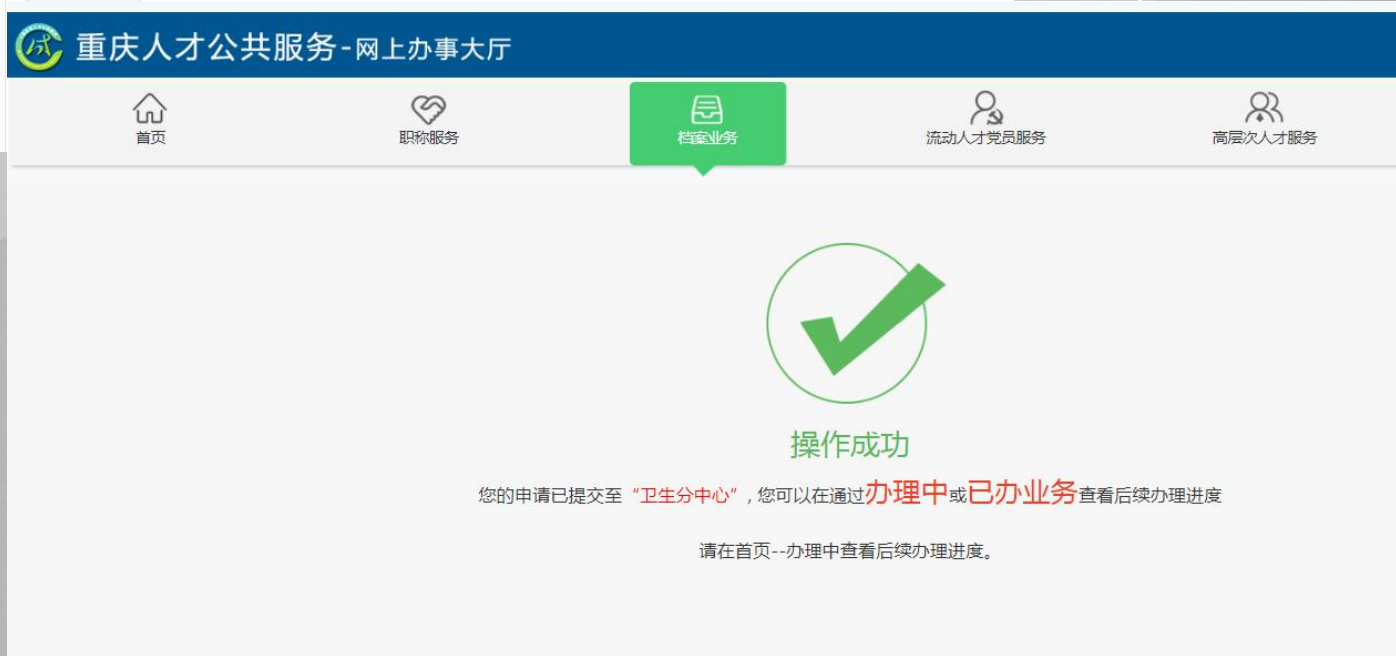 重庆人才公共服务-网上办事大厅
首页
职称服务
档案业务
流动人才党员服务
高层次人才服务
操作成功
您的申请已提交至“卫生分中心”,您可以在通过办理中或已办业务查看后续办理进度
请在首页--办理中查看后续办理进度。